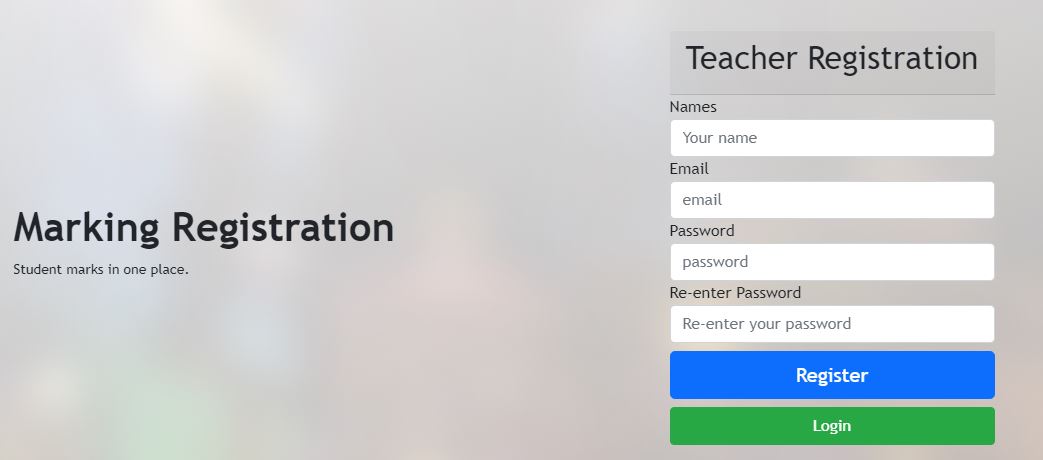 Marking Registration
Student marks in one place.
Teacher Registration
Names
Your name
Email
email
Password
password
Re-enter Password
Re-enter your password
Register
Login